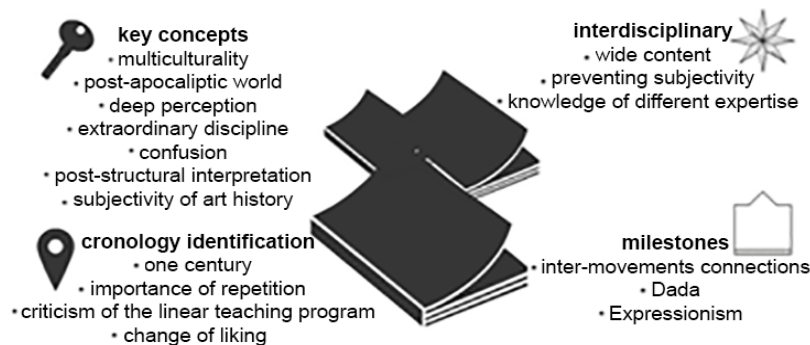 key concepts
• multiculturality
• post-apocaliptic world
• deep perception
• extraordinary discipline
• confusion
• post-structural interpretation
• subjectivity of art history
cronology identification
• one century
• importance of repetition
• criticism of the linear teaching program
• change of liking
interdisciplinary
• wide content
• preventing subjectivity
• knowledge of different expertise
milestones
• inter-movements connections
• Dada
• Expressionism